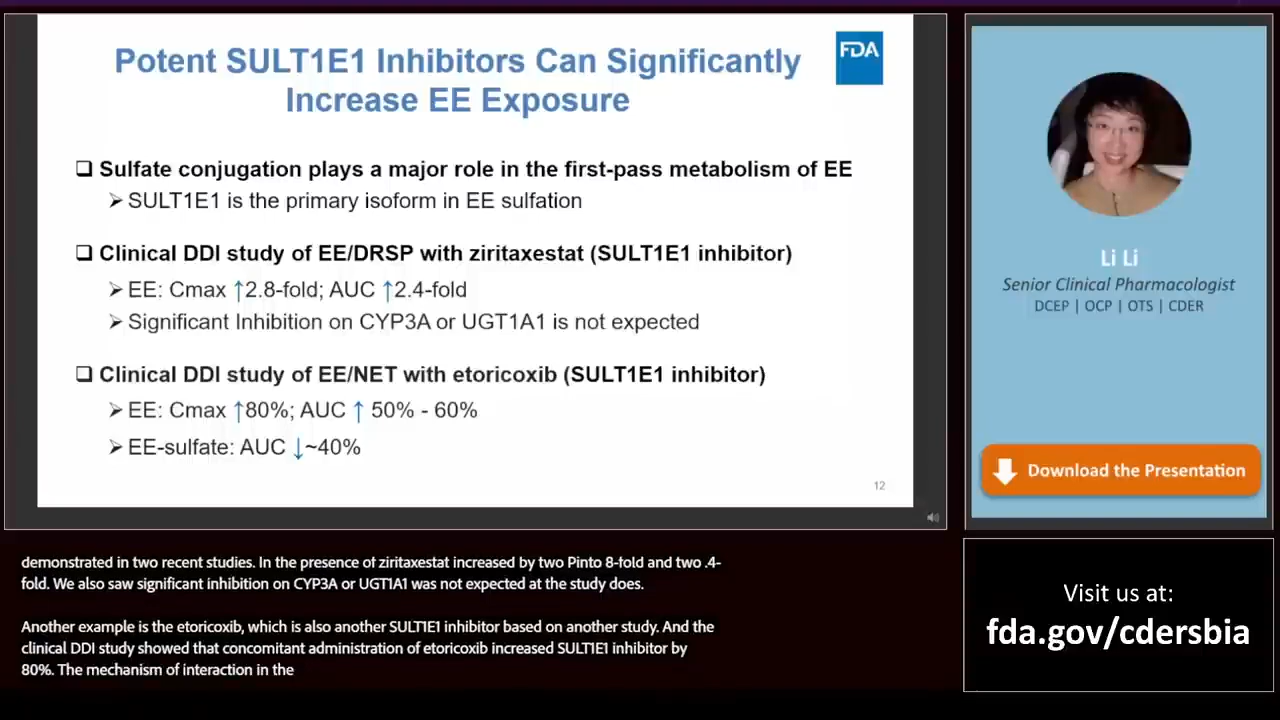 Potent SULT1E1 Inhibitors Can Significantly
Increase EE Exposure
FDA
❑ Sulfate conjugation plays a major role in the first-pass metabolism of EE
➢ SULT1E1 is the primary isoform in EE sulfation
❑ Clinical DDI study of EE/DRSP with ziritaxestat (SULT1E1 inhibitor)
➢ EE: Cmax ↑2.8-fold; AUC ↑2.4-fold
➢ Significant Inhibition on CYP3A or UGT1A1 is not expected
❑ Clinical DDI study of EE/NET with etoricoxib (SULT1E1 inhibitor)
➢ EE: Cmax ↑80%; AUC ↑ 50% - 60%
➢ EE-sulfate: AUC ↓~40%
12
Li Li
Senior Clinical Pharmacologist
DCEP | OCP | OTS | CDER
Download the Presentation
demonstrated in two recent studies. In the presence of ziritaxestat increased by two Pinto 8-fold and two .4-
fold. We also saw significant inhibition on CYP3A or UGT1A1 was not expected at the study does.
Another example is the etoricoxib, which is also another SULT1E1 inhibitor based on another study. And the
clinical DDI study showed that concomitant administration of etoricoxib increased SULT1E1 inhibitor by
80%. The mechanism of interaction in the
Visit us at:
fda.gov/cdersbia